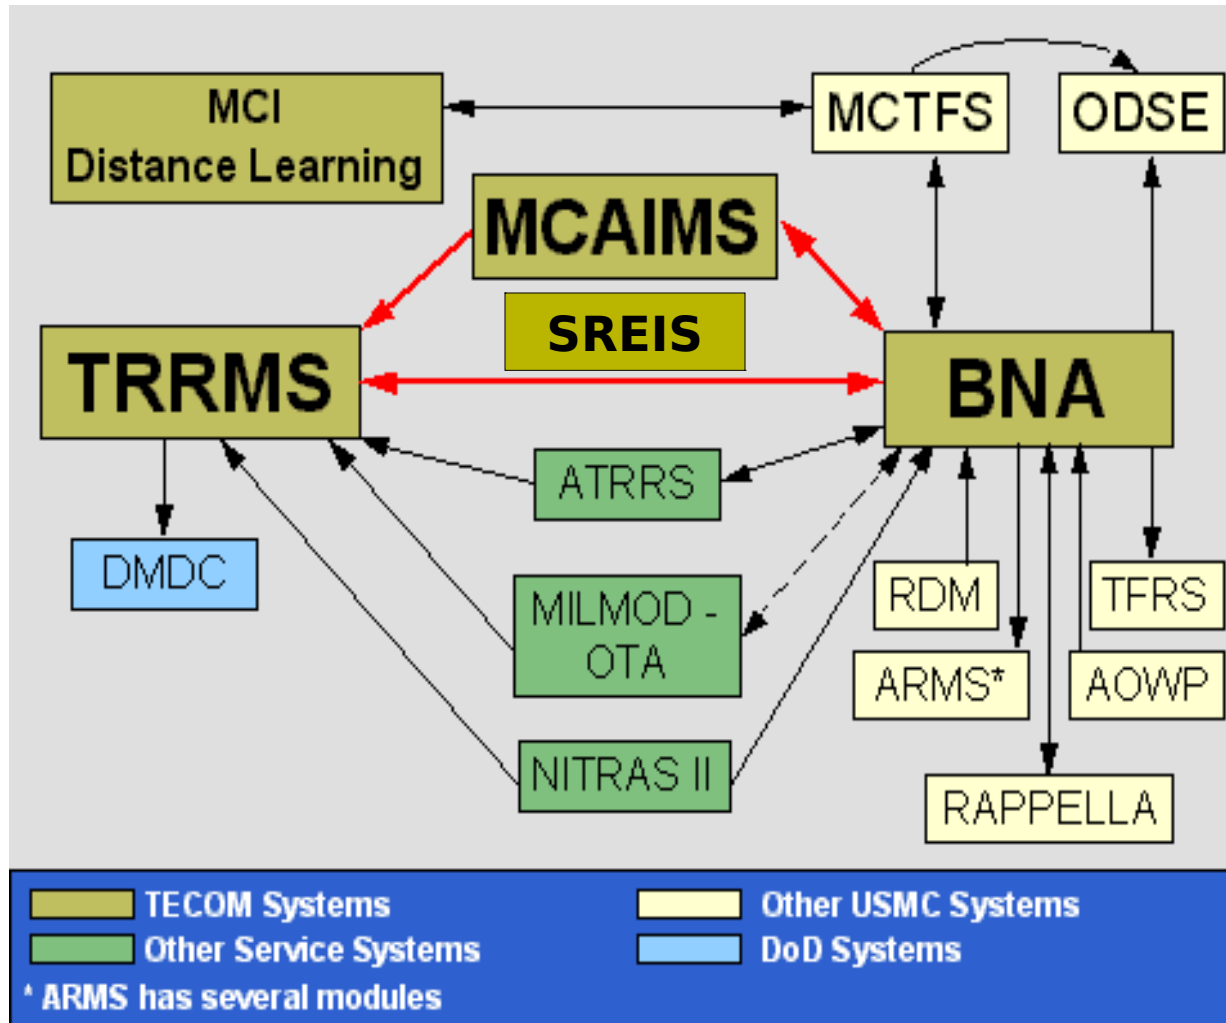 MCI
Distance Learning
MCTFS
ODSE
MCAIMS
SREIS
TRRMS
BNA
ATRRS
DMDC
MILMOD -
OTA
RDM
TFRS
ARMS*
AOWP
NITRAS II
RAPPELLA
TECOM Systems
Other USMC Systems
Other Service Systems
DoD Systems
* ARMS has several modules